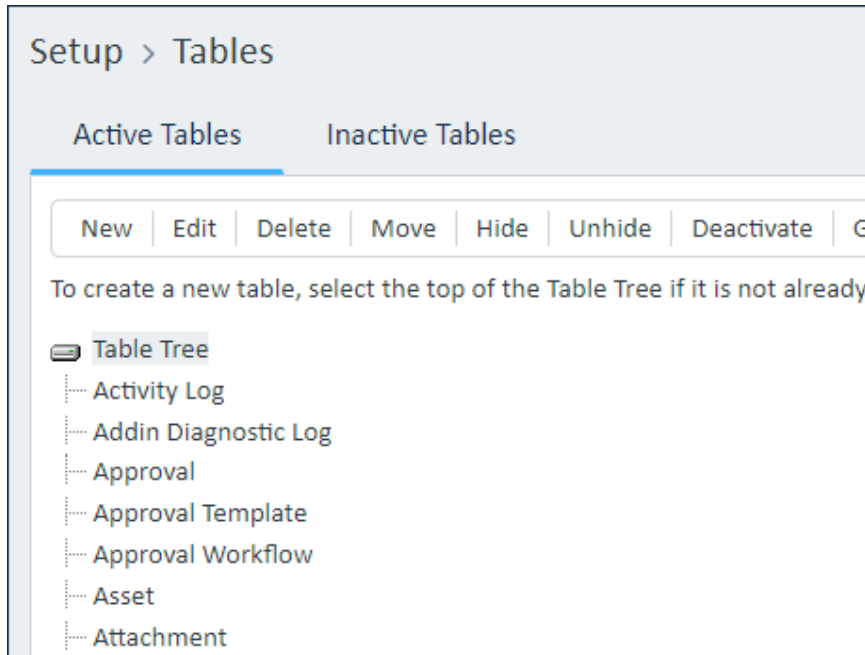 Setup > Tables
Active Tables Inactive Tables
New Edit Delete Move Hide Unhide Deactivate
To create a new table, select the top of the Table Tree if it is not already
Table Tree
Activity Log
Addin Diagnostic Log
Approval
Approval Template
Approval Workflow
Asset
Attachment